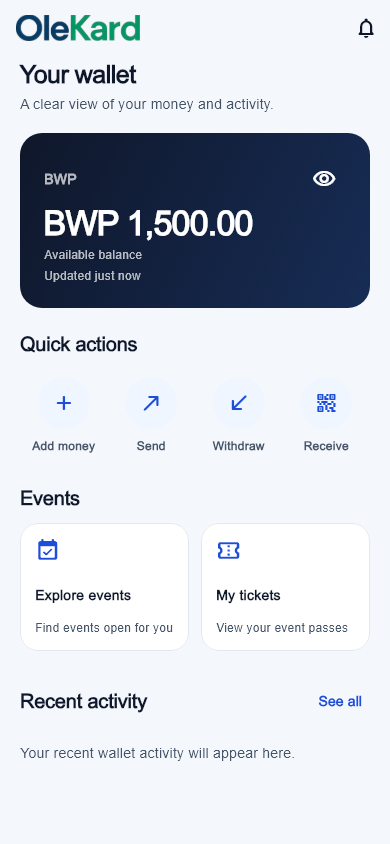 OleKard
Your wallet
A clear view of your money and activity.
BWP
BWP 1,500.00
Available balance
Updated just now
Quick actions
Add money
Send
Withdraw
Receive
Events
Explore events
My tickets
Find events open for you
View your event passes
Recent activity
See all
Your recent wallet activity will appear here.